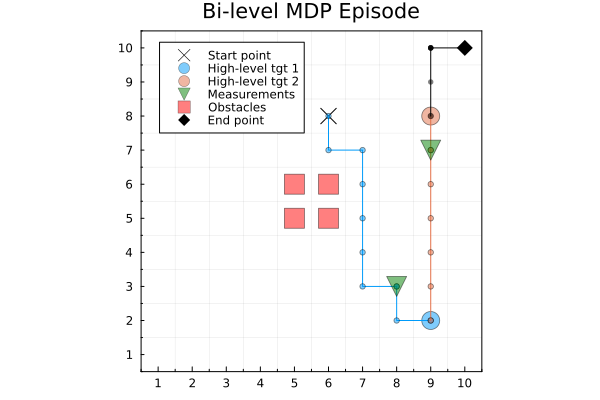 Bi-level MDP Episode
Start point
High-level tgt 1
High-level tgt 2
Measurements
Obstacles
End point
10
9
8
7
6
5
4
3
2
1
1 2 3 4 5 6 7 8 9 10